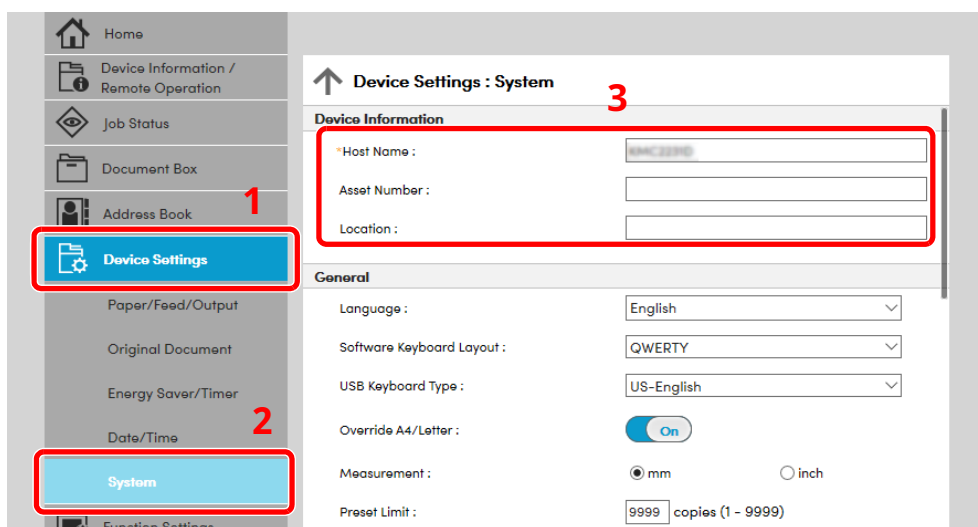 Home
Device Information /
Remote Operation
Job Status
Document Box
1
Address Book
Device Settings
Paper/Feed/Output
Original Document
Energy Saver/Timer
2
Date/Time
System
Function Settings
Device Settings : System
3
Device Information
*Host Name :
Asset Number :
Location :
General
Language : English
Software Keyboard Layout : QWERTY
USB Keyboard Type : US-English
Override A4/Letter : On
Measurement : mm inch
Preset Limit : 9999 copies (1 - 9999)